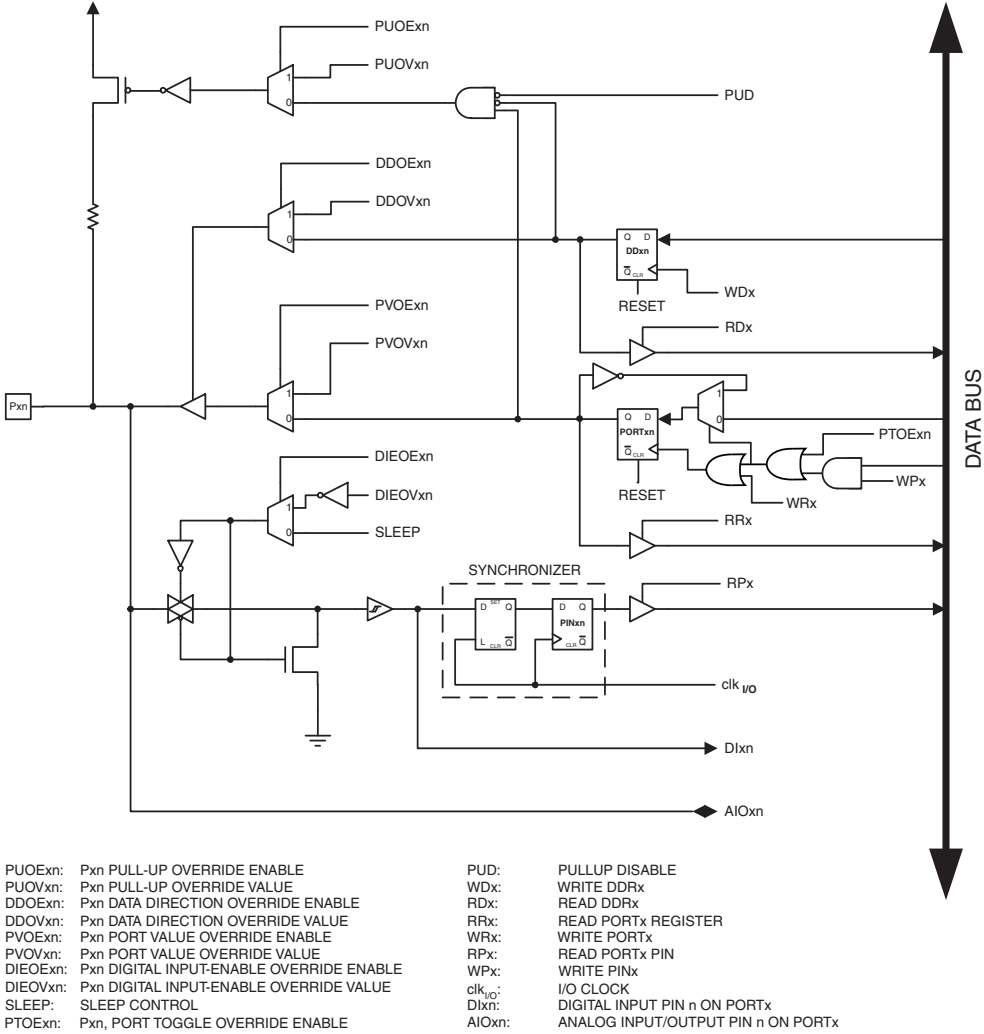 PUOExn
PUOVxn
1
0
PUD
DDOExn
DDOVxn
1
0
Q D
DDxn
Q CLR
WDx
RESET
RDx
PVOExn
PVOVxn
Pxn
1
0
1
0
Q D
PORTxn
Q CLR
PTOExn
WPx
WRx
RESET
RRx
DATA BUS
DIEOExn
DIEOVxn
1
0
SLEEP
SYNCHRONIZER
D SET Q
L CLR Q
D Q
PINxn
CLR Q
RPx
clk I/O
DIxn
AIOxn
PUOExn: Pxn PULL-UP OVERRIDE ENABLE
PUOVxn: Pxn PULL-UP OVERRIDE VALUE
DDOExn: Pxn DATA DIRECTION OVERRIDE ENABLE
DDOVxn: Pxn DATA DIRECTION OVERRIDE VALUE
PVOExn: Pxn PORT VALUE OVERRIDE ENABLE
PVOVxn: Pxn PORT VALUE OVERRIDE VALUE
DIEOExn: Pxn DIGITAL INPUT-ENABLE OVERRIDE ENABLE
DIEOVxn: Pxn DIGITAL INPUT-ENABLE OVERRIDE VALUE
SLEEP: SLEEP CONTROL
PTOExn: Pxn, PORT TOGGLE OVERRIDE ENABLE
PUD: PULLUP DISABLE
WDx: WRITE DDRx
RDx: READ DDRx
RRx: READ PORTx REGISTER
WRx: WRITE PORTx
RPx: READ PORTx PIN
WPx: WRITE PINx
clkI/O: I/O CLOCK
DIxn: DIGITAL INPUT PIN n ON PORTx
AIOxn: ANALOG INPUT/OUTPUT PIN n ON PORTx